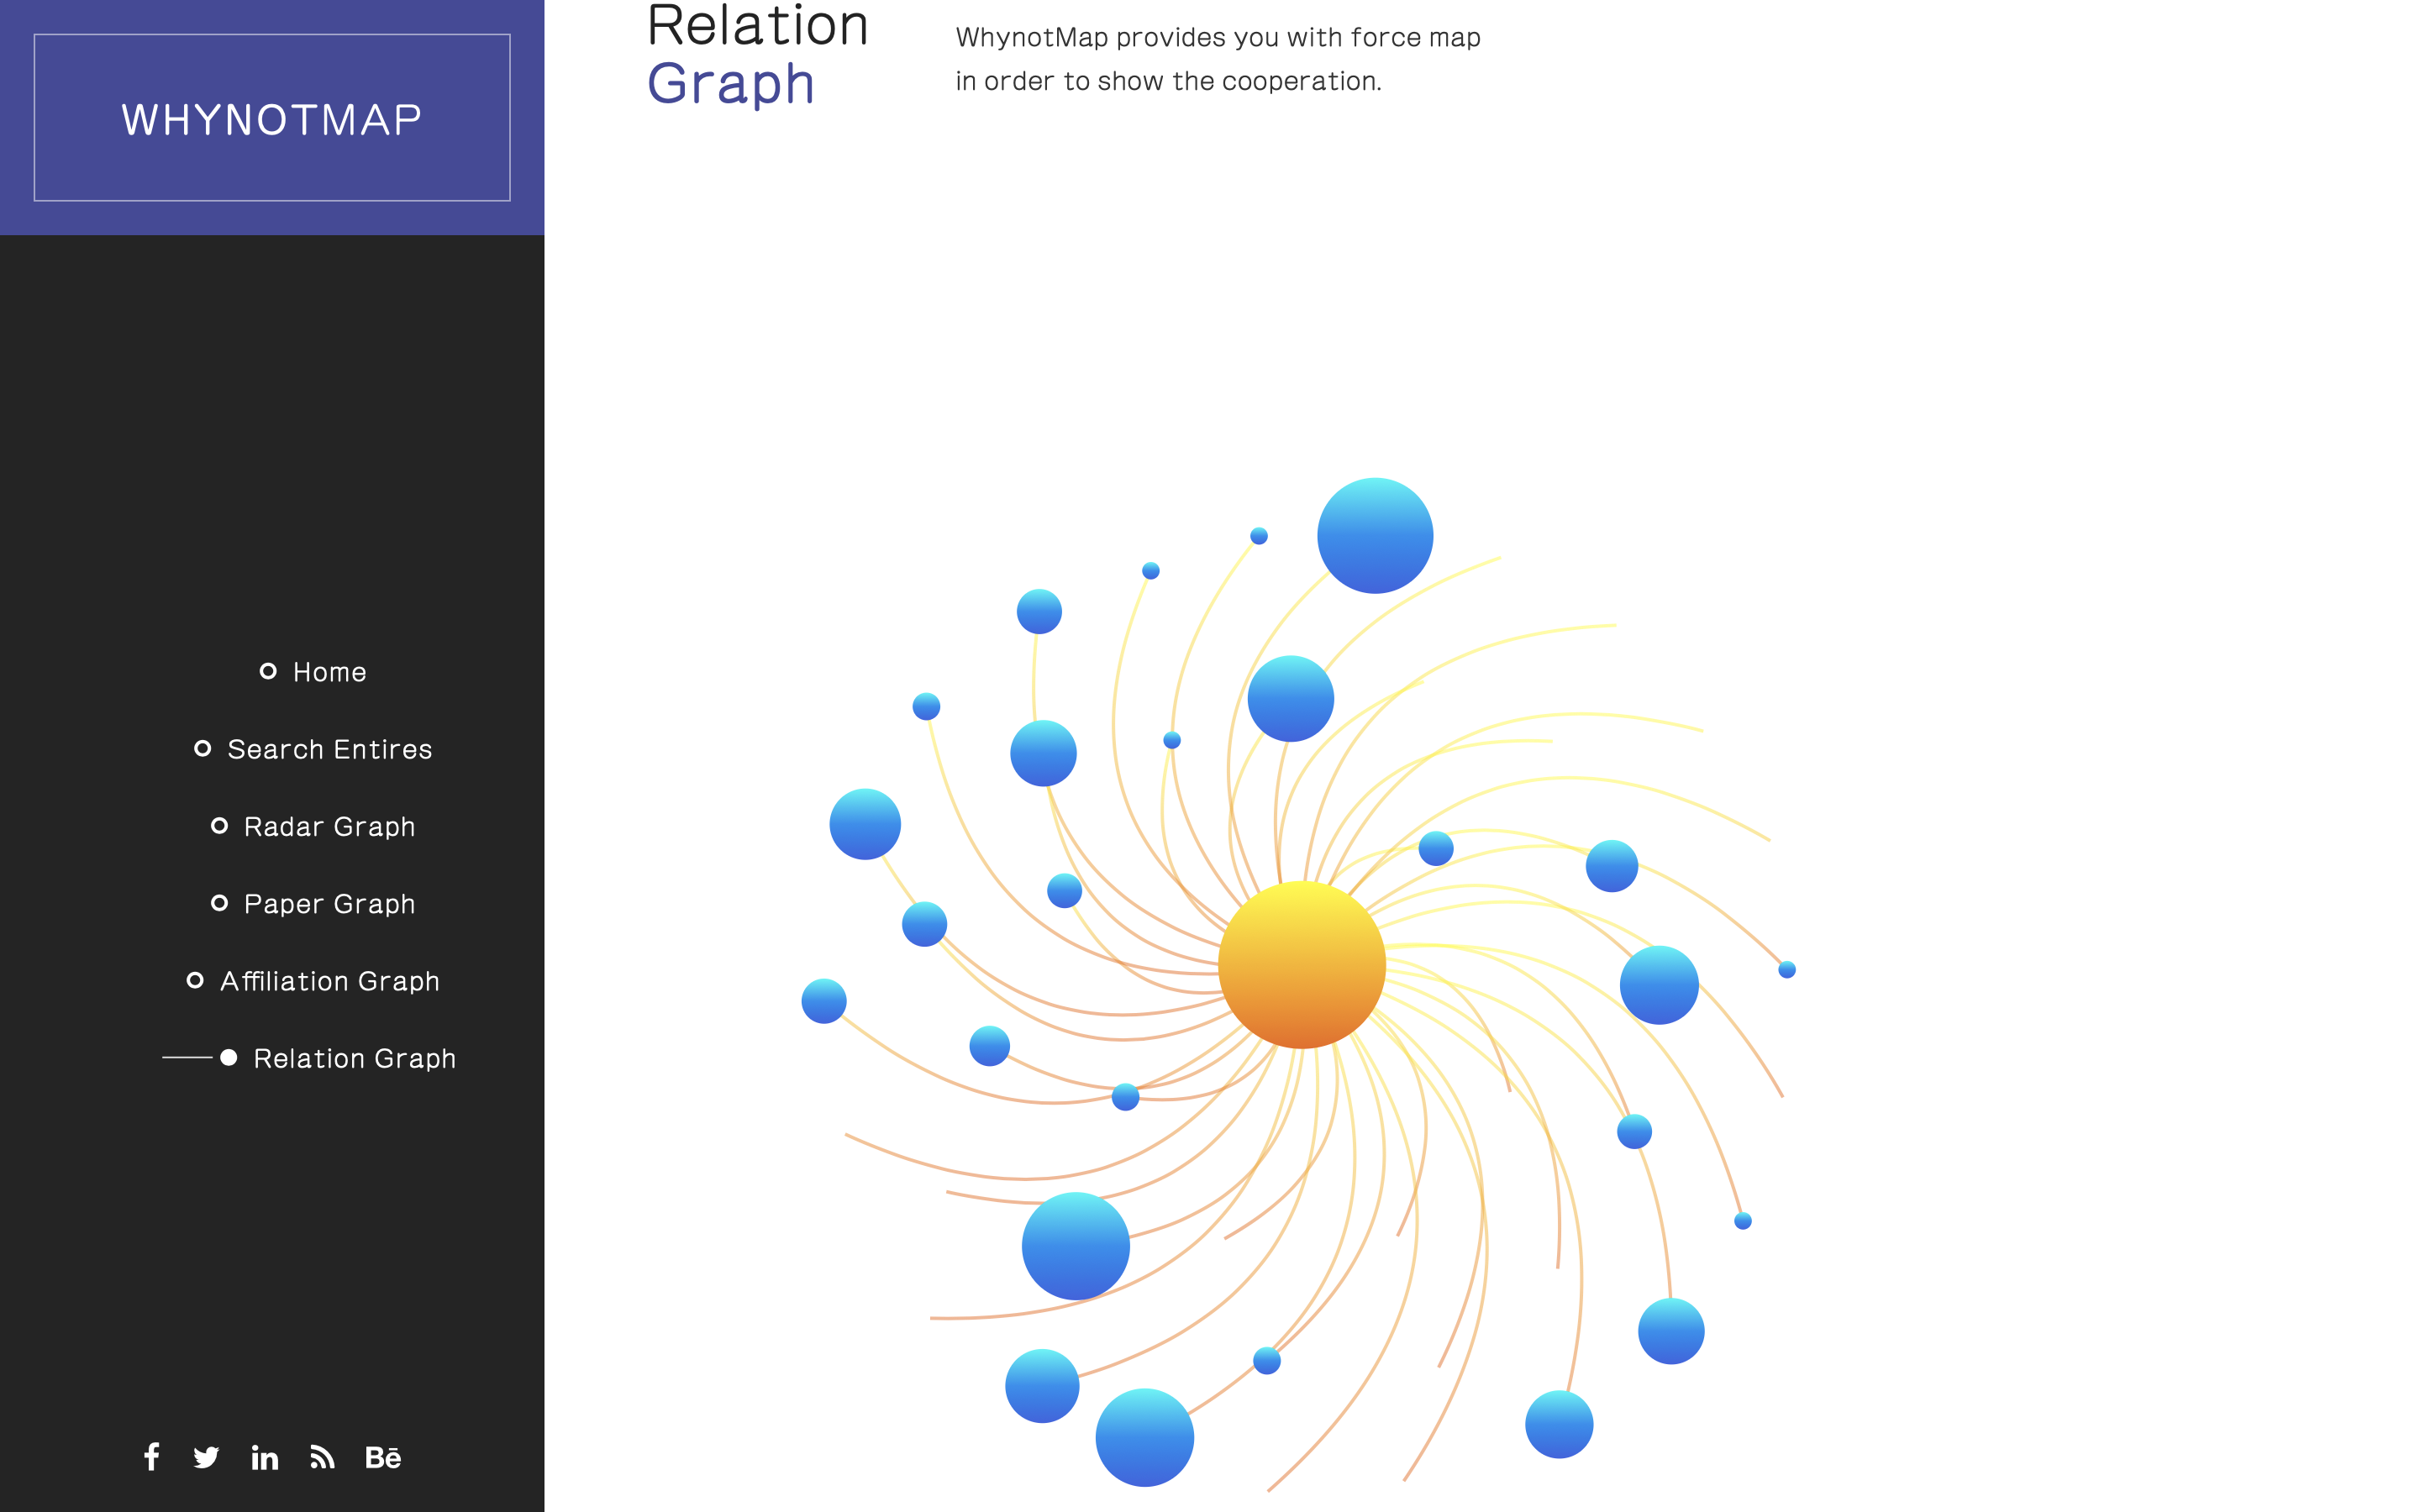 WHYNOTMAP
Home
Search Entires
Radar Graph
Paper Graph
Affiliation Graph
Relation Graph
Bē
Relation
Graph
WhynotMap provides you with force map
in order to show the cooperation.